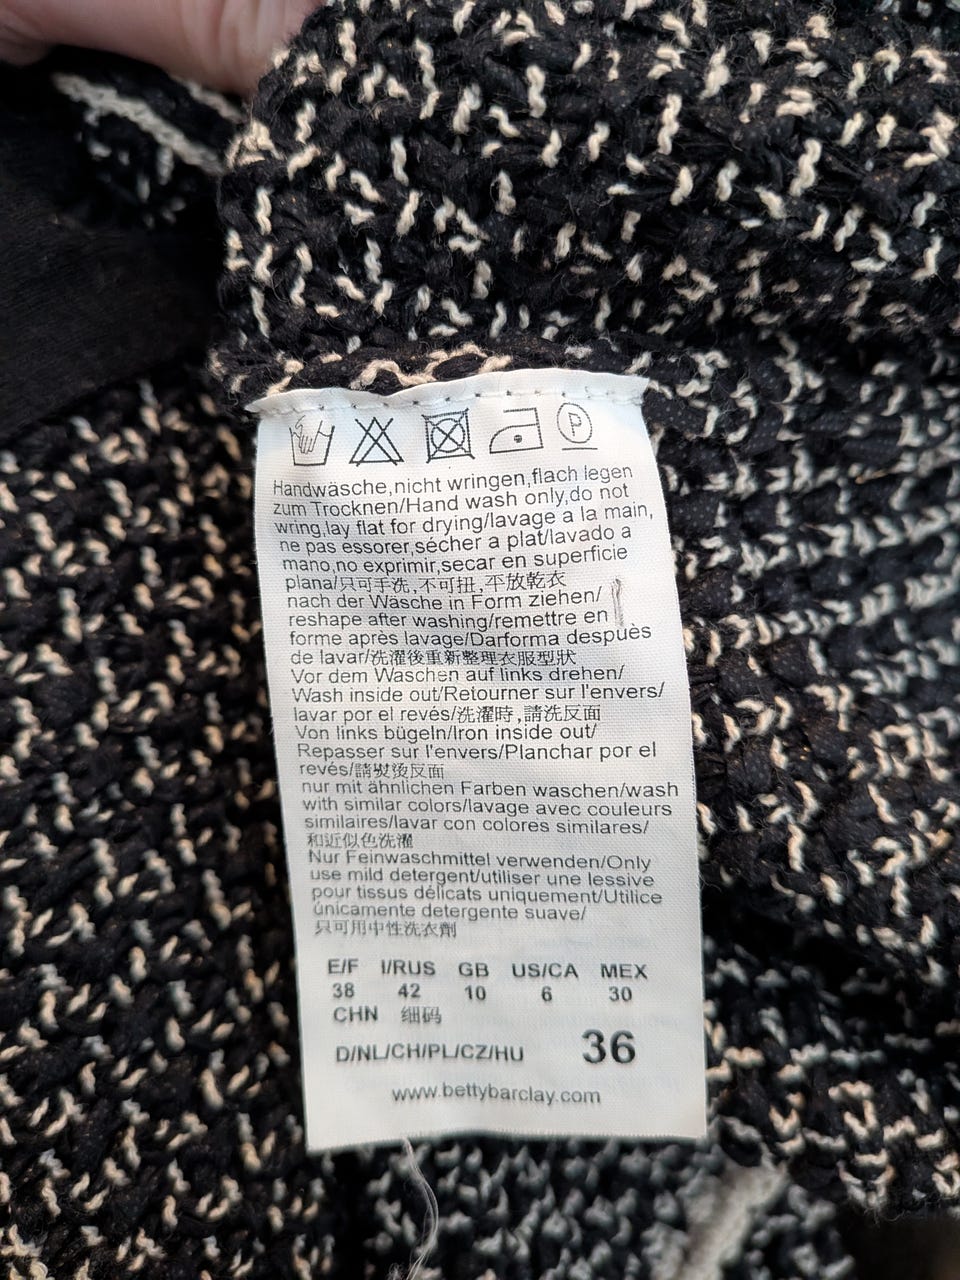 P
Handwäsche,nicht wringen,flach legen
zum Trocknen/Hand wash only,do not
wring,lay flat for drying/lavage a la main,
ne pas essorer,sécher a plat/lavado a
mano,no exprimir,secar en superficie
plana/只可手洗,不可扭,平放乾衣
nach der Wäsche in Form ziehen/
reshape after washing/remettre en
forme après lavage/Darforma despuès
de lavar/洗濯後重新整理衣服型狀
Vor dem Waschen auf links drehen/
Wash inside out/Retourner sur l'envers/
lavar por el revés/洗濯時,請洗反面
Von links bügeln/Iron inside out/
Repasser sur l'envers/Planchar por el
revés/請熨燙反面
nur mit ähnlichen Farben waschen/wash
with similar colors/lavage avec couleurs
similaires/lavar con colores similares/
和近似色洗濯
Nur Feinwaschmittel verwenden/Only
use mild detergent/utiliser une lessive
pour tissus délicats uniquement/Utilice
únicamente detergente suave/
只可用中性洗衣劑
E/F I/RUS GB US/CA MEX
38 42 10 6 30
CHN 细码
D/NL/CH/PL/CZ/HU 36
www.bettybarclay.com